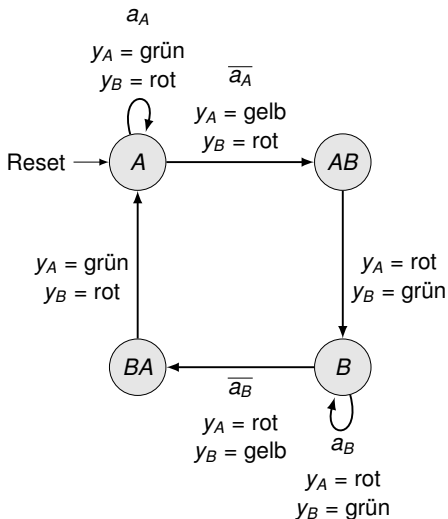 a_A
y_A = grün
y_B = rot
\overline{a_A}
y_A = gelb
y_B = rot
Reset
A
AB
y_A = grün
y_B = rot
y_A = rot
y_B = grün
BA
B
\overline{a_B}
y_A = rot
y_B = gelb
a_B
y_A = rot
y_B = grün